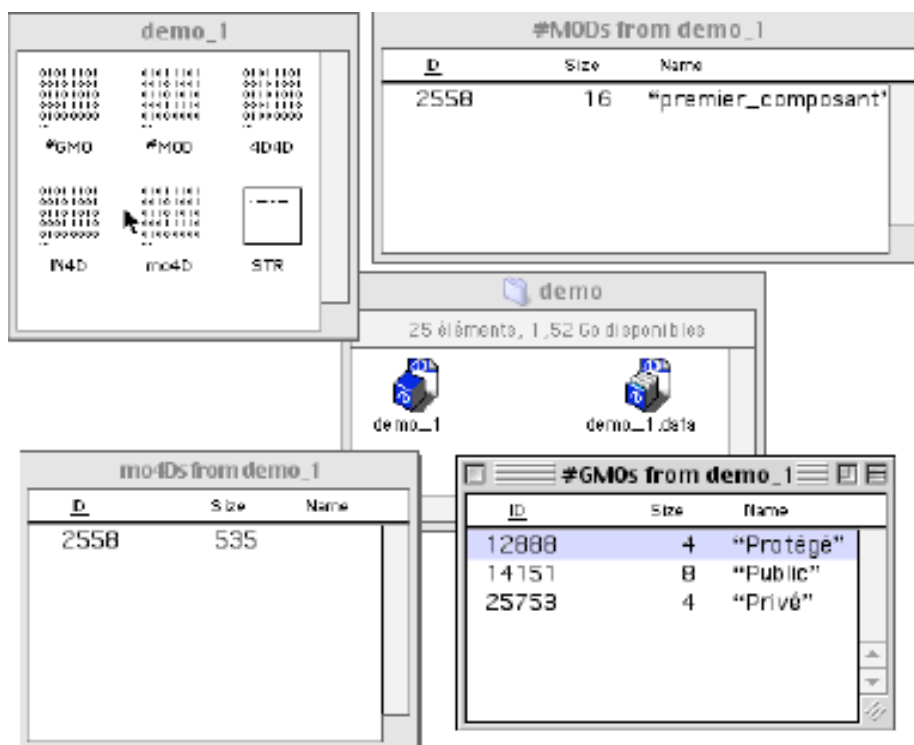 demo_1
#GMO #MOD 4D4D
IN4D mo4D STR
#MODs from demo_1
ID Size Name
2558 16 “premier_composant”
demo
25 éléments, 1,52 Go disponibles
demo_1 demo_1.data
mo4Ds from demo_1
ID Size Name
2558 535
#GMOs from demo_1
ID Size Name
12888 4 “Protégé”
14151 8 “Public”
25753 4 “Privé”